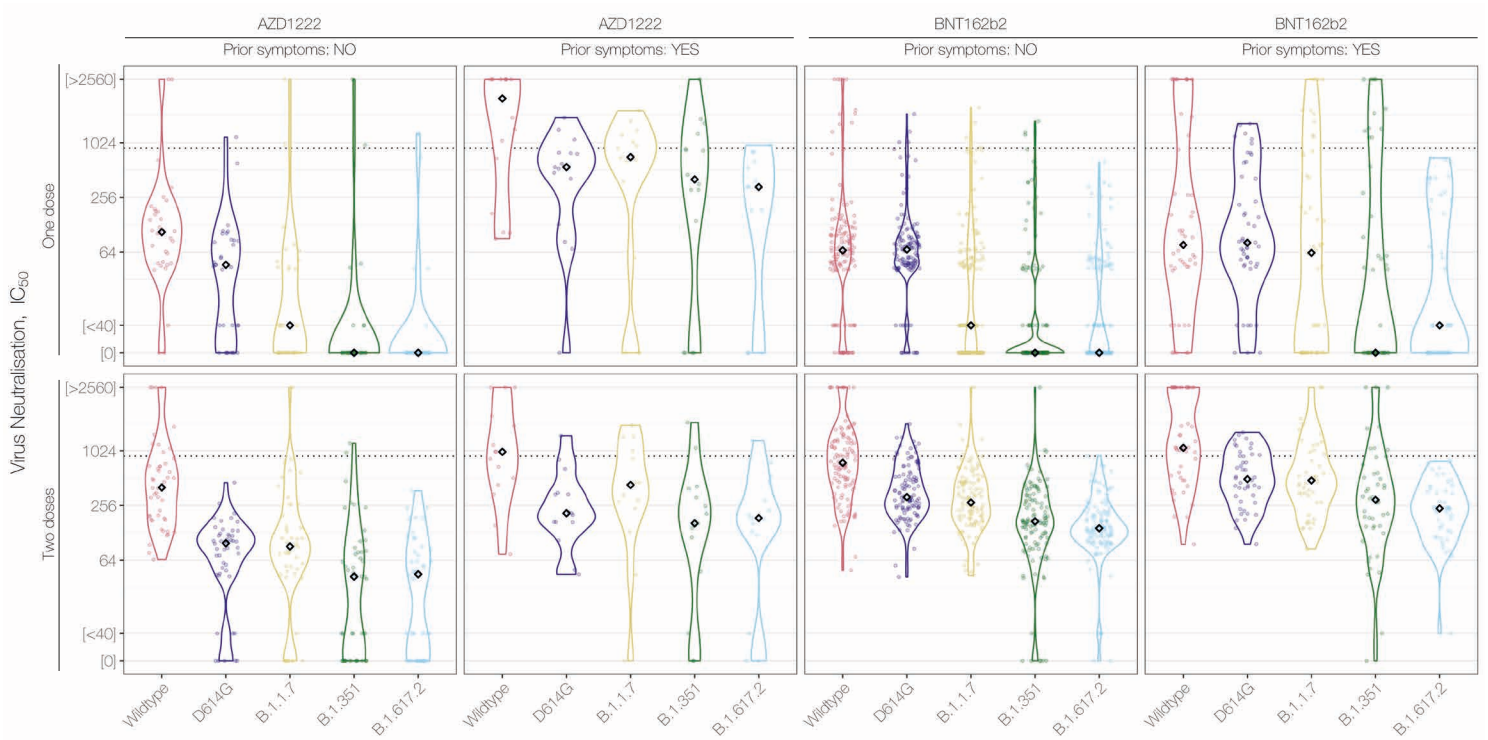 AZD1222 AZD1222 BNT162b2 BNT162b2
Prior symptoms: NO Prior symptoms: YES Prior symptoms: NO Prior symptoms: YES
Virus Neutralisation, IC50
One dose
[>2560]
1024
256
64
[<40]
[0]
Two doses
[>2560]
1024
256
64
[<40]
[0]
Wildtype D614G B.1.1.7 B.1.351 B.1.617.2 Wildtype D614G B.1.1.7 B.1.351 B.1.617.2 Wildtype D614G B.1.1.7 B.1.351 B.1.617.2 Wildtype D614G B.1.1.7 B.1.351 B.1.617.2